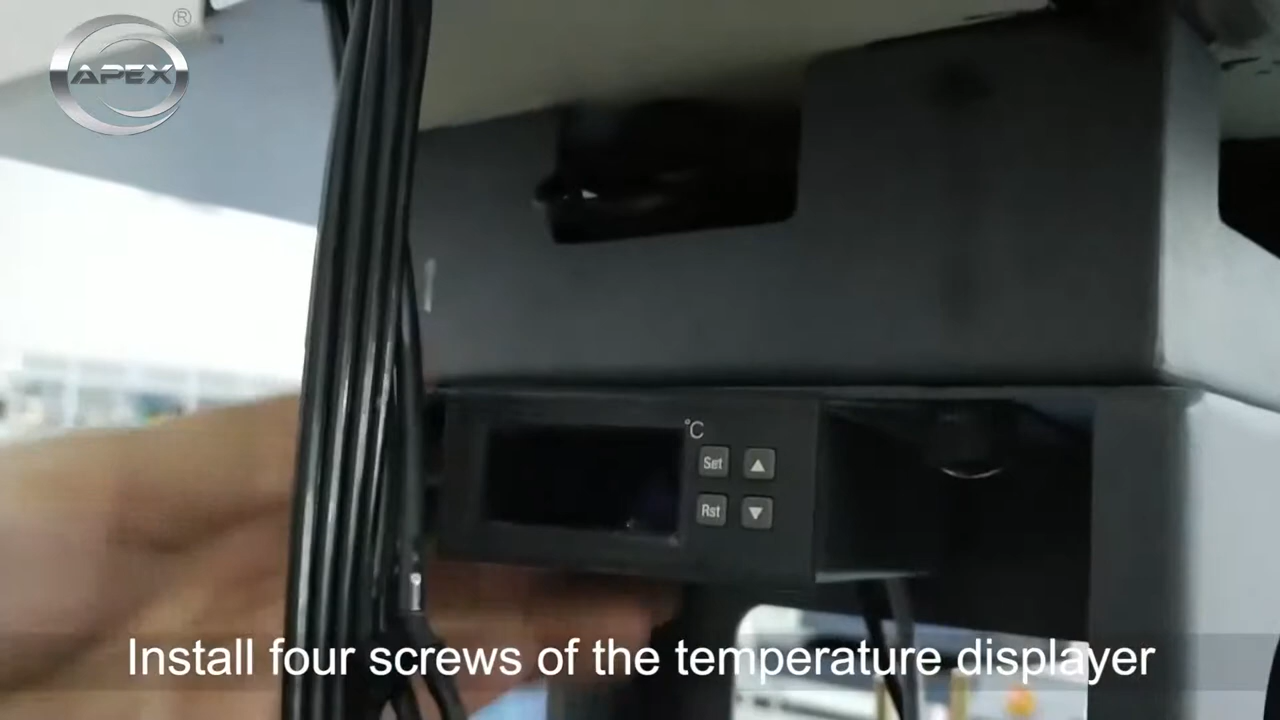 ®
APEX
°C
Set ▲
Rst ▼
Install four screws of the temperature displayer